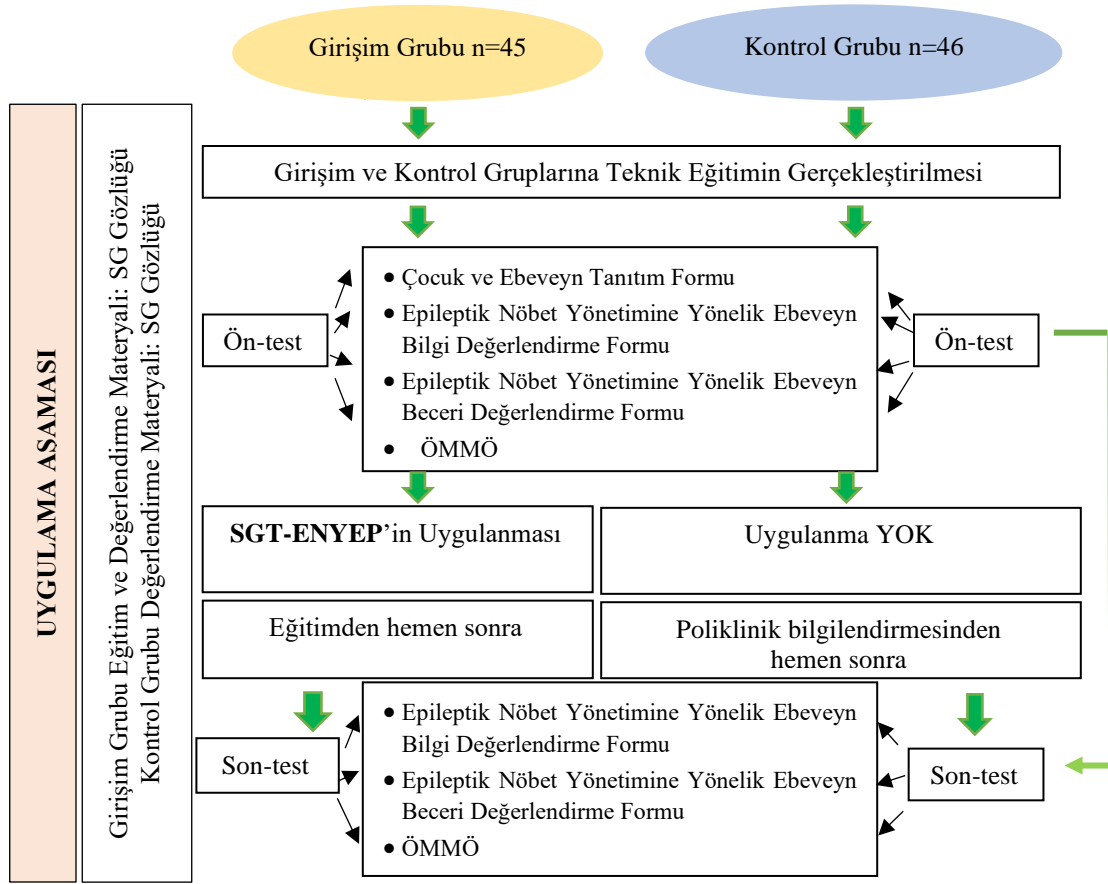 Girişim Grubu n=45
Kontrol Grubu n=46
UYGULAMA AŞAMASI
Girişim Grubu Eğitim ve Değerlendirme Materyali: SG Gözlüğü
Kontrol Grubu Değerlendirme Materyali: SG Gözlüğü
Girişim ve Kontrol Gruplarına Teknik Eğitimin Gerçekleştirilmesi
Ön-test
• Çocuk ve Ebeveyn Tanıtım Formu
• Epileptik Nöbet Yönetimine Yönelik Ebeveyn
Bilgi Değerlendirme Formu
• Epileptik Nöbet Yönetimine Yönelik Ebeveyn
Beceri Değerlendirme Formu
• ÖMMÖ
Ön-test
SGT-ENYEP’in Uygulanması
Uygulanma YOK
Eğitimden hemen sonra
Poliklinik bilgilendirmesinden
hemen sonra
Son-test
• Epileptik Nöbet Yönetimine Yönelik Ebeveyn
Bilgi Değerlendirme Formu
• Epileptik Nöbet Yönetimine Yönelik Ebeveyn
Beceri Değerlendirme Formu
• ÖMMÖ
Son-test